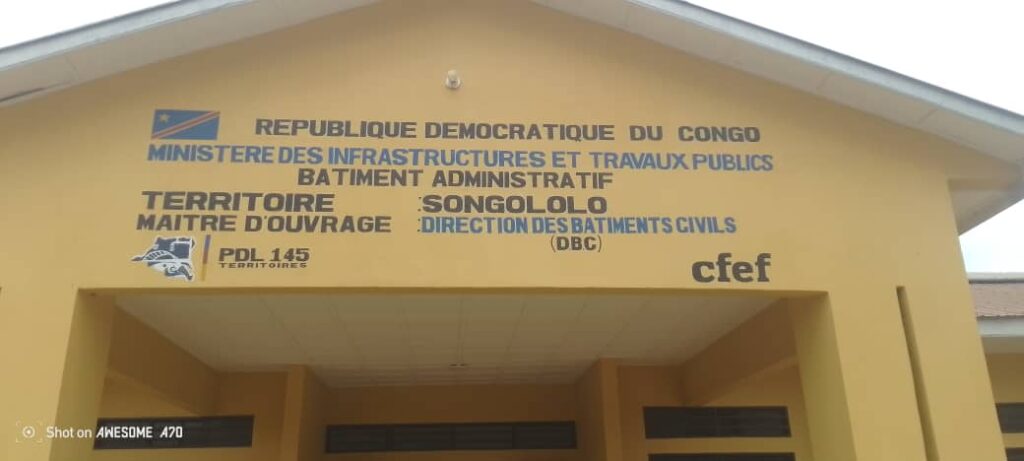 REPUBLIQUE DEMOCRATIQUE DU CONGO
MINISTERE DES INFRASTRUCTURES ET TRAVAUX PUBLICS
BATIMENT ADMINISTRATIF
TERRITOIRE :SONGOLOLO
MAITRE D'OUVRAGE :DIRECTION DES BATIMENTS CIVILS
(DBC)
PDL 145
TERRITOIRES
cfef
Shot on AWESOME A70